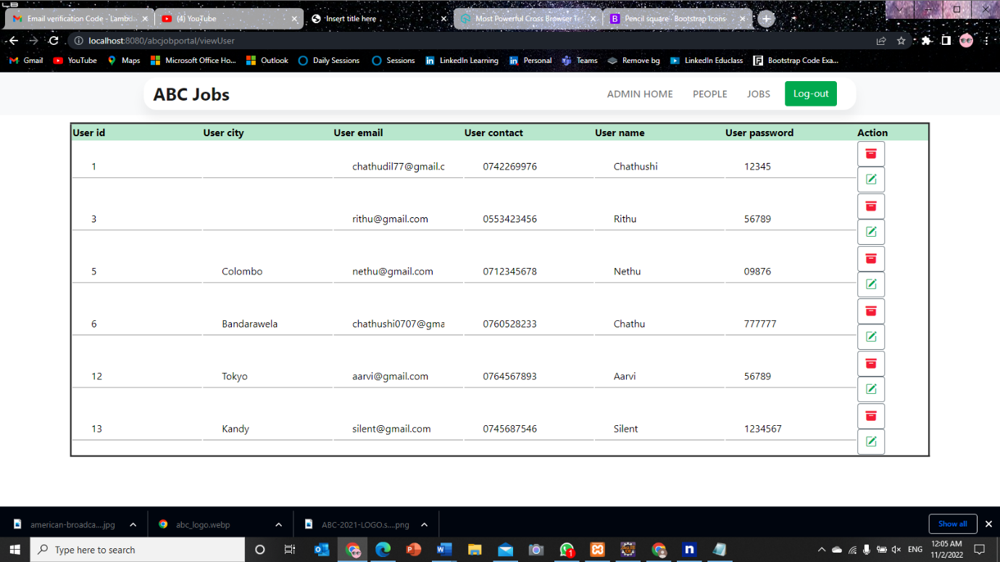 LB
Email verification Code - Lambd
(4) YouTube
Insert title here
Most Powerful Cross Browser Te
Pencil square · Bootstrap Icons
localhost:8080/abcjobportal/viewUser
Gmail YouTube Maps Microsoft Office Ho... Outlook Daily Sessions Sessions LinkedIn Learning Personal Teams Remove bg LinkedIn Educlass Bootstrap Code Exa...
ABC Jobs ADMIN HOME PEOPLE JOBS Log-out
User id User city User email User contact User name User password Action
1 chathudil77@gmail.c 0742269976 Chathushi 12345
3 rithu@gmail.com 0553423456 Rithu 56789
5 Colombo nethu@gmail.com 0712345678 Nethu 09876
6 Bandarawela chathushi0707@gma 0760528233 Chathu 777777
12 Tokyo aarvi@gmail.com 0764567893 Aarvi 56789
13 Kandy silent@gmail.com 0745687546 Silent 1234567
american-broadca....jpg abc_logo.webp ABC-2021-LOGO.s....png Show all
Type here to search
ENG
12:05 AM
11/2/2022